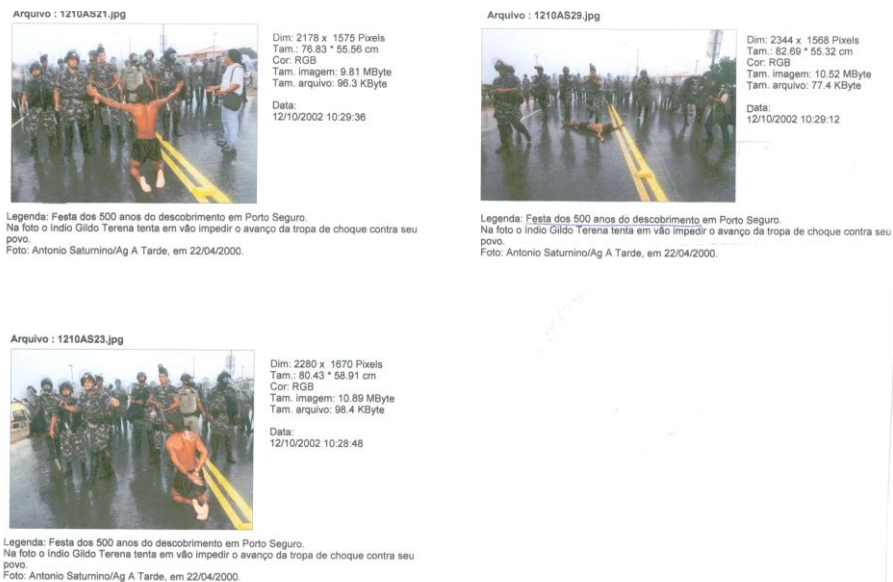 Arquivo : 1210AS21.jpg
Dim: 2178 x 1575 Pixels
Tam.: 76.83 * 55.56 cm
Cor: RGB
Tam. imagem: 9.81 MByte
Tam. arquivo: 96.3 KByte
Data:
12/10/2002 10:29:36
Legenda: Festa dos 500 anos do descobrimento em Porto Seguro.
Na foto o índio Gildo Terena tenta em vão impedir o avanço da tropa de choque contra seu
povo.
Foto: Antonio Saturnino/Ag A Tarde, em 22/04/2000.
Arquivo : 1210AS29.jpg
Dim: 2344 x 1568 Pixels
Tam.: 82.69 * 55.32 cm
Cor: RGB
Tam. imagem: 10.52 MByte
Tam. arquivo: 77.4 KByte
Data:
12/10/2002 10:29:12
Legenda: Festa dos 500 anos do descobrimento em Porto Seguro.
Na foto o índio Gildo Terena tenta em vão impedir o avanço da tropa de choque contra seu
povo.
Foto: Antonio Saturnino/Ag A Tarde, em 22/04/2000.
Arquivo : 1210AS23.jpg
Dim: 2280 x 1670 Pixels
Tam.: 80.43 * 58.91 cm
Cor: RGB
Tam. imagem: 10.89 MByte
Tam. arquivo: 98.4 KByte
Data:
12/10/2002 10:28:48
Legenda: Festa dos 500 anos do descobrimento em Porto Seguro.
Na foto o índio Gildo Terena tenta em vão impedir o avanço da tropa de choque contra seu
povo.
Foto: Antonio Saturnino/Ag A Tarde, em 22/04/2000.